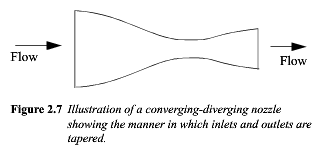 Flow
Flow
Figure 2.7 Illustration of a converging-diverging nozzle
showing the manner in which inlets and outlets are
tapered.